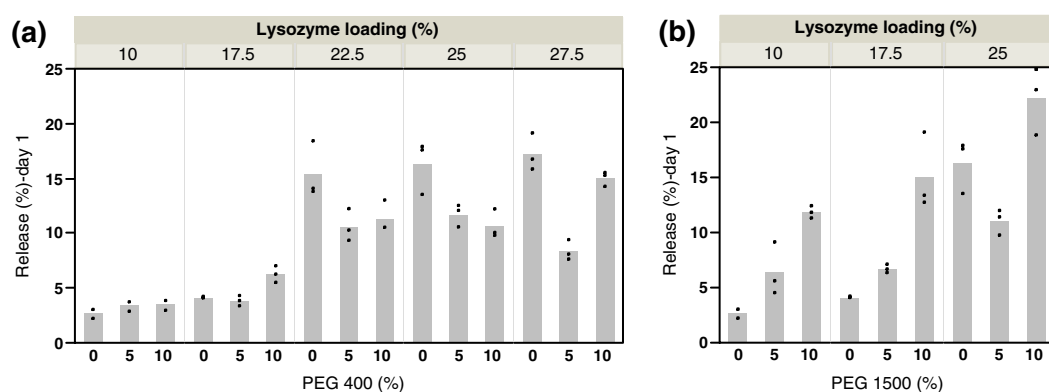 (a)
Lysozyme loading (%)
10 17.5 22.5 25 27.5
Release (%)-day 1
25
20
15
10
5
0
0 5 10 0 5 10 0 5 10 0 5 10 0 5 10
PEG 400 (%)
(b)
Lysozyme loading (%)
10 17.5 25
Release (%)-day 1
25
20
15
10
5
0
0 5 10 0 5 10 0 5 10
PEG 1500 (%)